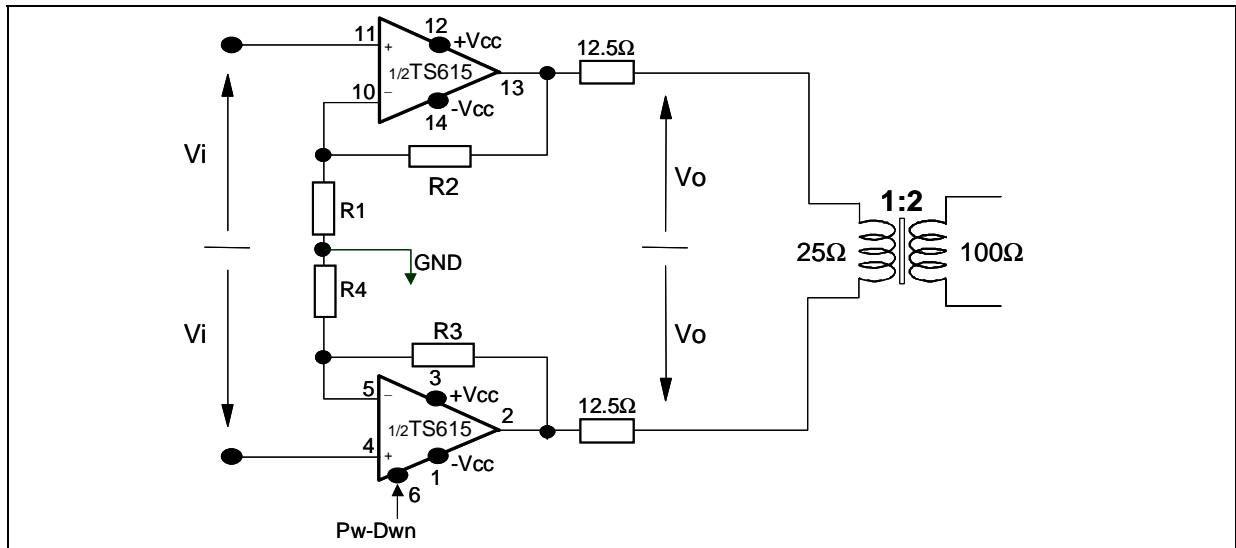 12
11
+
+Vcc
1/2TS615
13
12.5Ω
10
–
-Vcc
14
Vi
R2
Vo
R1
1:2
GND
25Ω
100Ω
R4
Vi
R3
Vo
3
5
–
+Vcc
2
12.5Ω
1/2TS615
4
+
-Vcc
1
6
Pw-Dwn